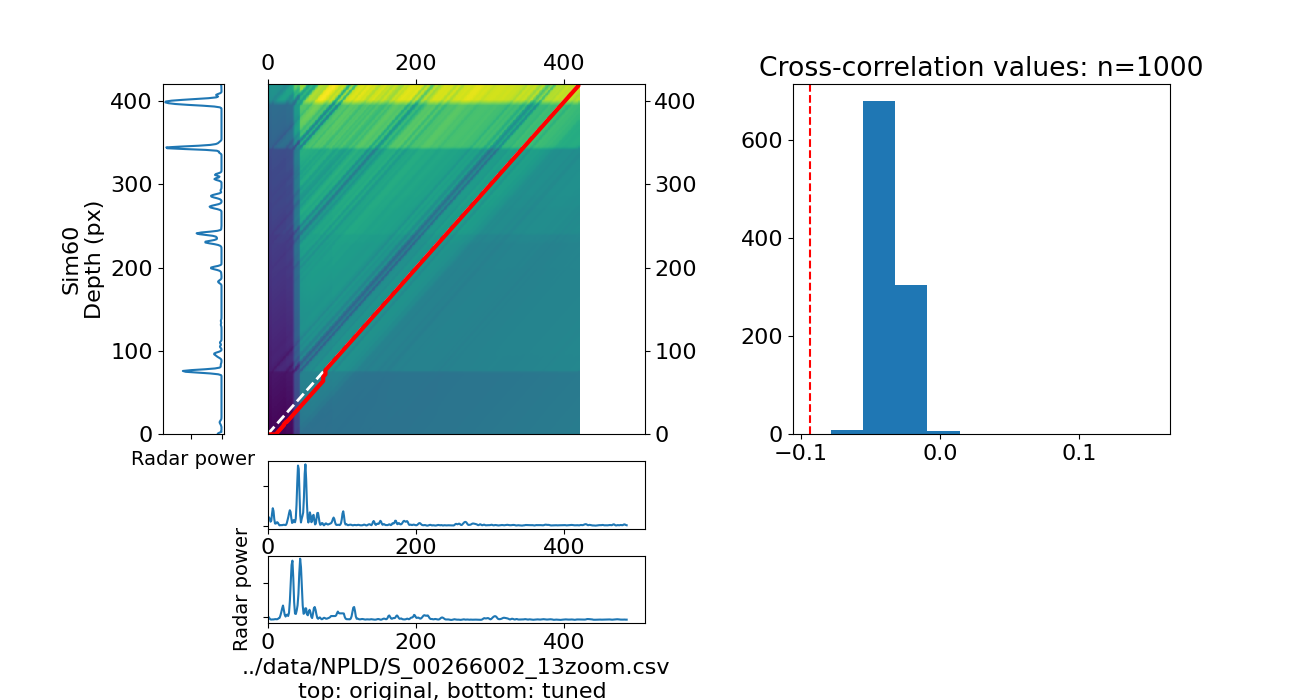 0 200 400
Cross-correlation values: n=1000
400
300
200
100
0
Sim60
Depth (px)
400
300
200
100
0
600
400
200
0
−0.1 0.0 0.1
Radar power
0 200 400
Radar power
0 200 400
../data/NPLD/S_00266002_13zoom.csv
top: original, bottom: tuned